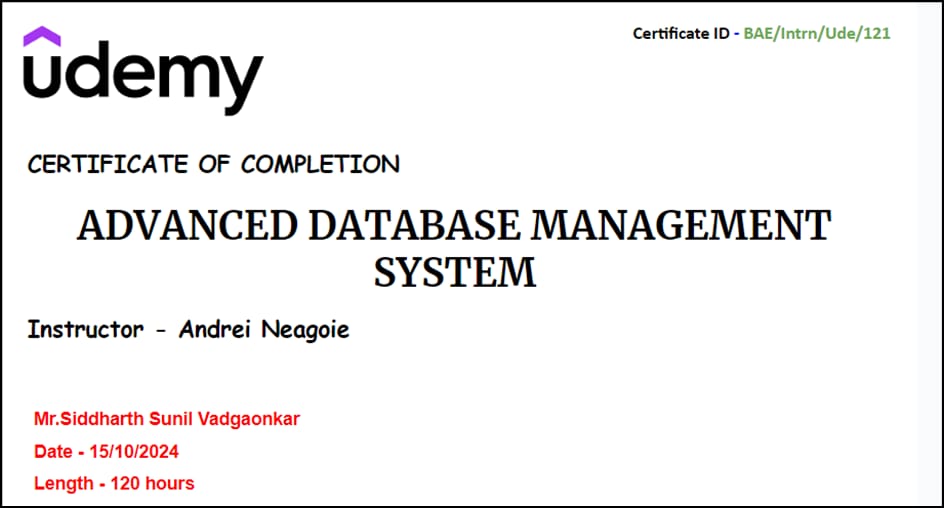 Certificate ID - BAE/Intrn/Ude/121
udemy
CERTIFICATE OF COMPLETION
ADVANCED DATABASE MANAGEMENT
SYSTEM
Instructor - Andrei Neagoie
Mr.Siddharth Sunil Vadgaonkar
Date - 15/10/2024
Length - 120 hours